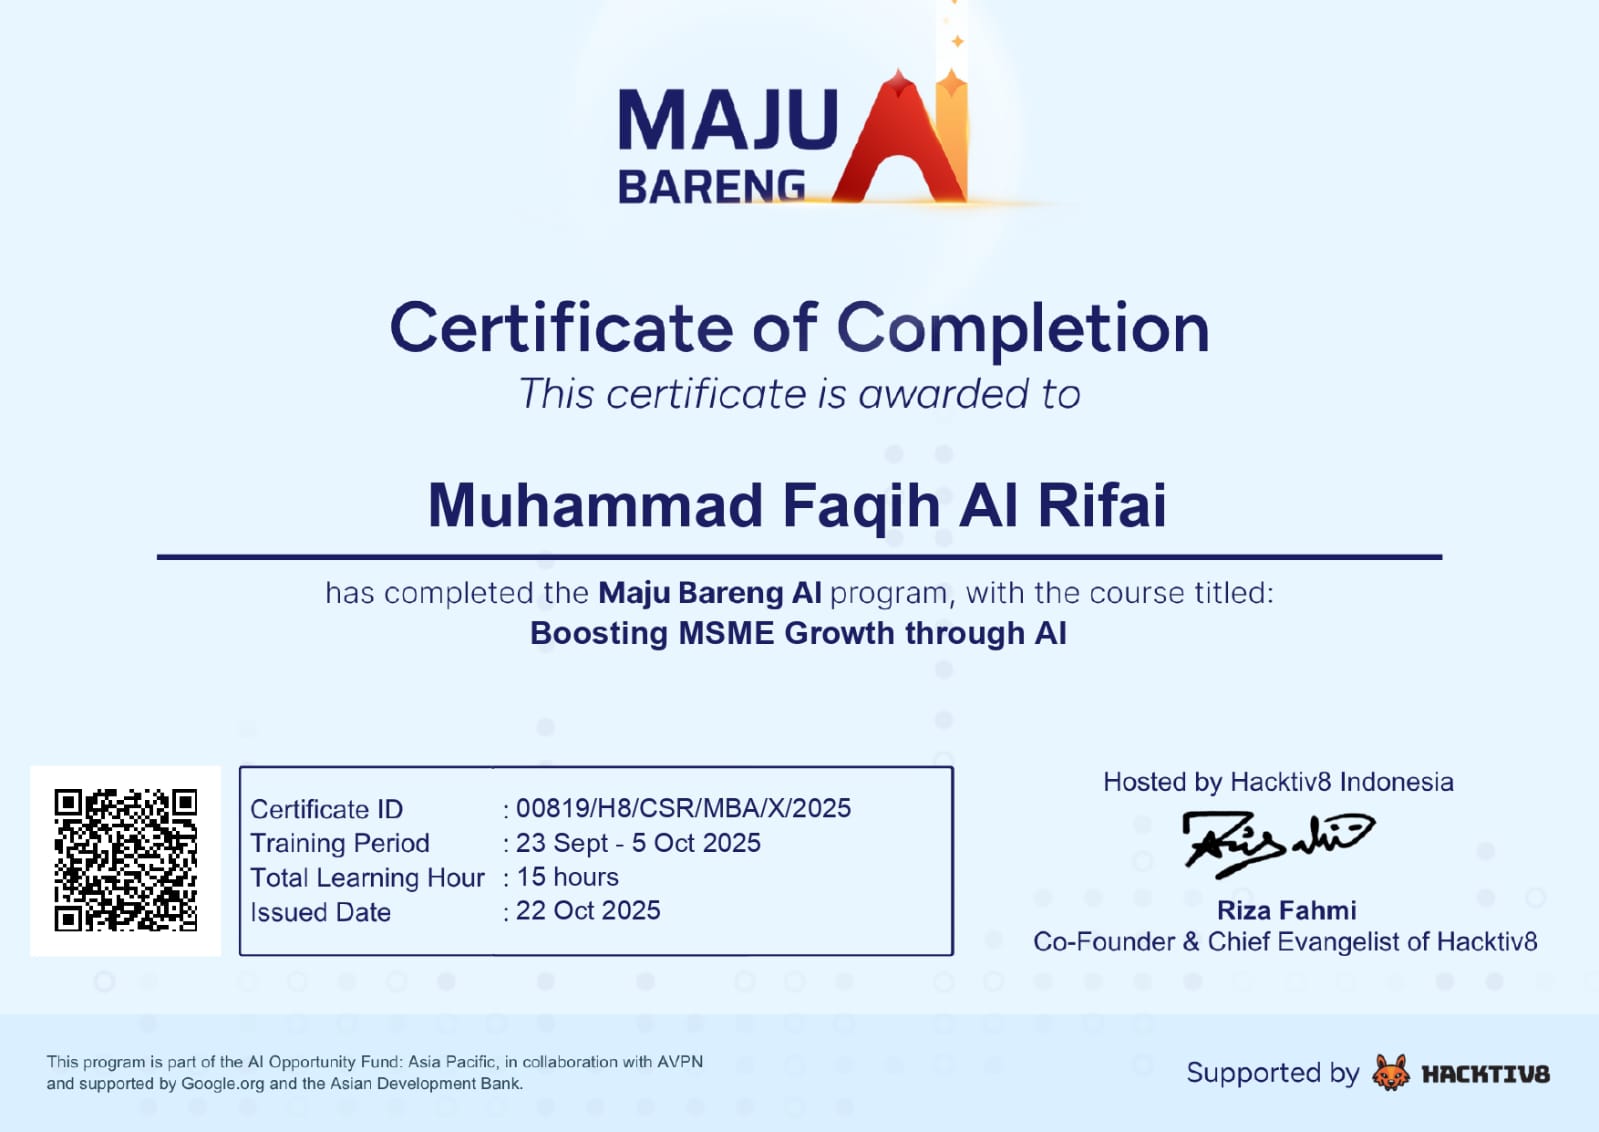 MAJU
BARENG AI
Certificate of Completion
This certificate is awarded to
Muhammad Faqih Al Rifai
has completed the Maju Bareng AI program, with the course titled:
Boosting MSME Growth through AI
Certificate ID : 00819/H8/CSR/MBA/X/2025
Training Period : 23 Sept - 5 Oct 2025
Total Learning Hour : 15 hours
Issued Date : 22 Oct 2025
Hosted by Hacktiv8 Indonesia
Riza Fahmi
Co-Founder & Chief Evangelist of Hacktiv8
This program is part of the AI Opportunity Fund: Asia Pacific, in collaboration with AVPN
and supported by Google.org and the Asian Development Bank.
Supported by HACKTIV8